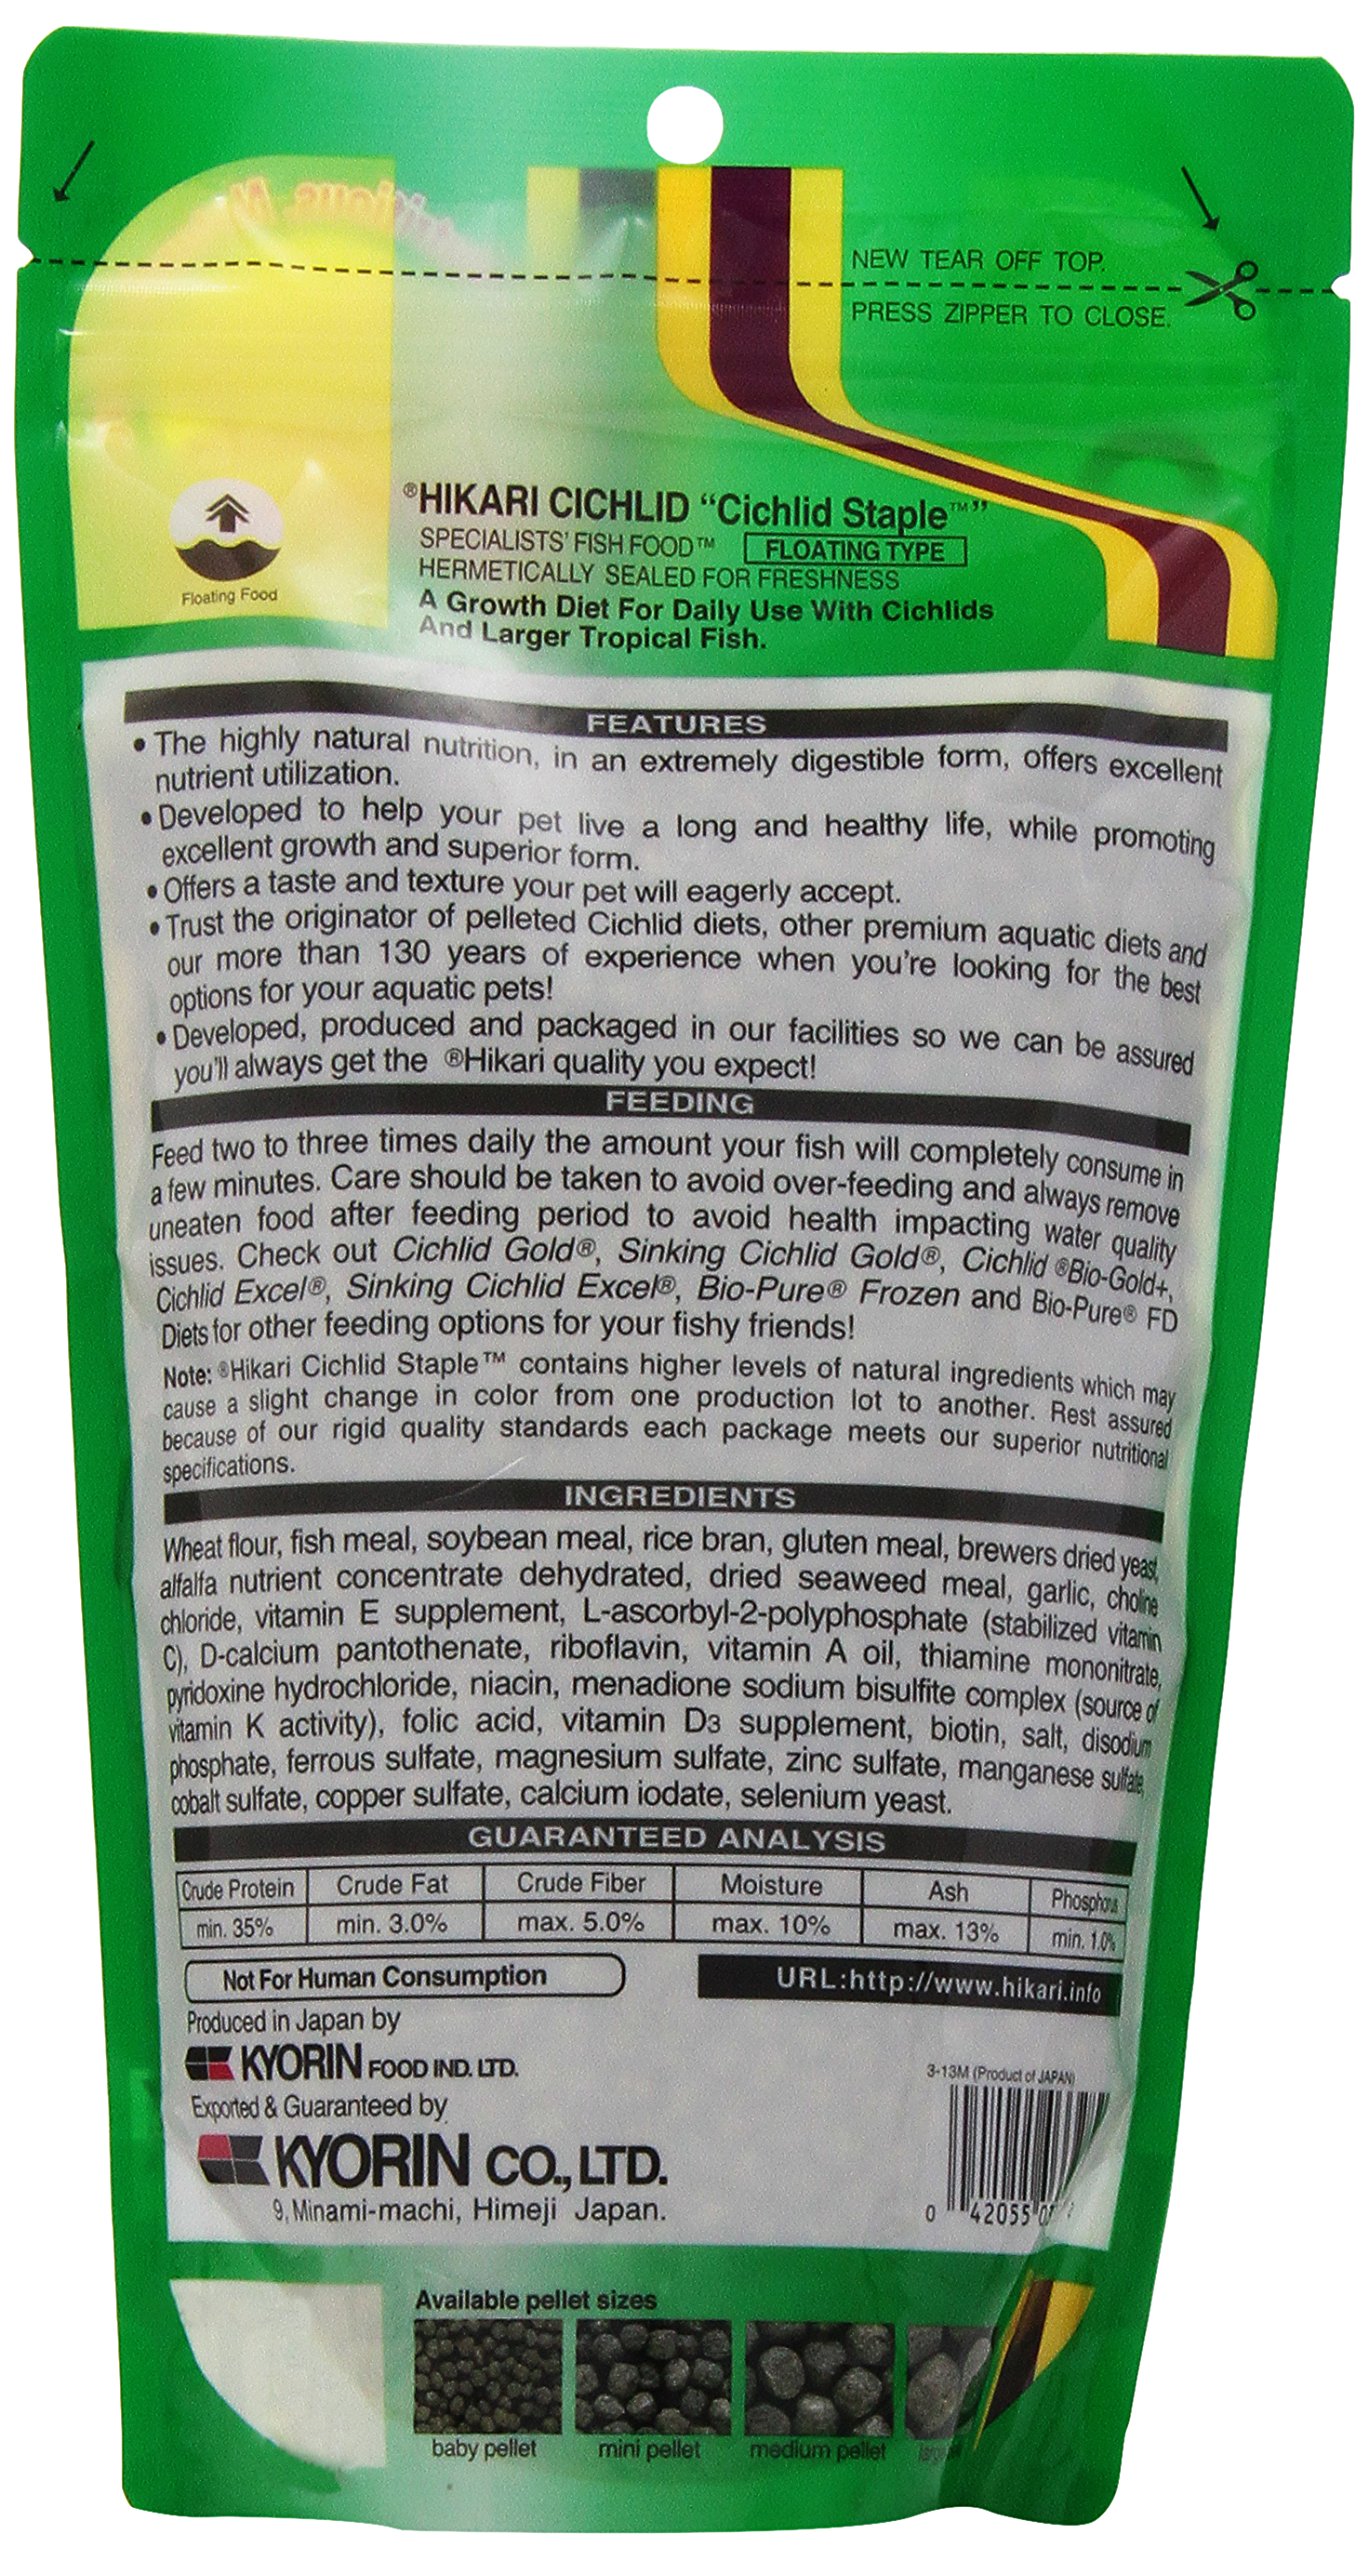 NEW TEAR OFF TOP.
PRESS ZIPPER TO CLOSE.
Floating Food
®HIKARI CICHLID “Cichlid Staple™”
SPECIALISTS’ FISH FOOD™ FLOATING TYPE
HERMETICALLY SEALED FOR FRESHNESS
A Growth Diet For Daily Use With Cichlids
And Larger Tropical Fish.
FEATURES
• The highly natural nutrition, in an extremely digestible form, offers excellent
nutrient utilization.
• Developed to help your pet live a long and healthy life, while promoting
excellent growth and superior form.
• Offers a taste and texture your pet will eagerly accept.
• Trust the originator of pelleted Cichlid diets, other premium aquatic diets and
our more than 130 years of experience when you're looking for the best
options for your aquatic pets!
• Developed, produced and packaged in our facilities so we can be assured
you'll always get the ®Hikari quality you expect!
FEEDING
Feed two to three times daily the amount your fish will completely consume in
a few minutes. Care should be taken to avoid over-feeding and always remove
uneaten food after feeding period to avoid health impacting water quality
issues. Check out Cichlid Gold®, Sinking Cichlid Gold®, Cichlid ®Bio-Gold+,
Cichlid Excel®, Sinking Cichlid Excel®, Bio-Pure® Frozen and Bio-Pure® FD
Diets for other feeding options for your fishy friends!
Note: ®Hikari Cichlid Staple™ contains higher levels of natural ingredients which may
cause a slight change in color from one production lot to another. Rest assured
because of our rigid quality standards each package meets our superior nutritional
specifications.
INGREDIENTS
Wheat flour, fish meal, soybean meal, rice bran, gluten meal, brewers dried yeast,
alfalfa nutrient concentrate dehydrated, dried seaweed meal, garlic, choline
chloride, vitamin E supplement, L-ascorbyl-2-polyphosphate (stabilized vitamin
C), D-calcium pantothenate, riboflavin, vitamin A oil, thiamine mononitrate,
pyridoxine hydrochloride, niacin, menadione sodium bisulfite complex (source of
vitamin K activity), folic acid, vitamin D3 supplement, biotin, salt, disodium
phosphate, ferrous sulfate, magnesium sulfate, zinc sulfate, manganese sulfate,
cobalt sulfate, copper sulfate, calcium iodate, selenium yeast.
GUARANTEED ANALYSIS
Crude Protein Crude Fat Crude Fiber Moisture Ash Phosphorus
min. 35% min. 3.0% max. 5.0% max. 10% max. 13% min. 1.0%
Not For Human Consumption URL:http://www.hikari.info
Produced in Japan by
KYORIN FOOD IND. LTD.
3-13M (Product of JAPAN)
Exported & Guaranteed by
KYORIN CO., LTD.
9, Minami-machi, Himeji Japan.
0 42055
Available pellet sizes
baby pellet mini pellet medium pellet